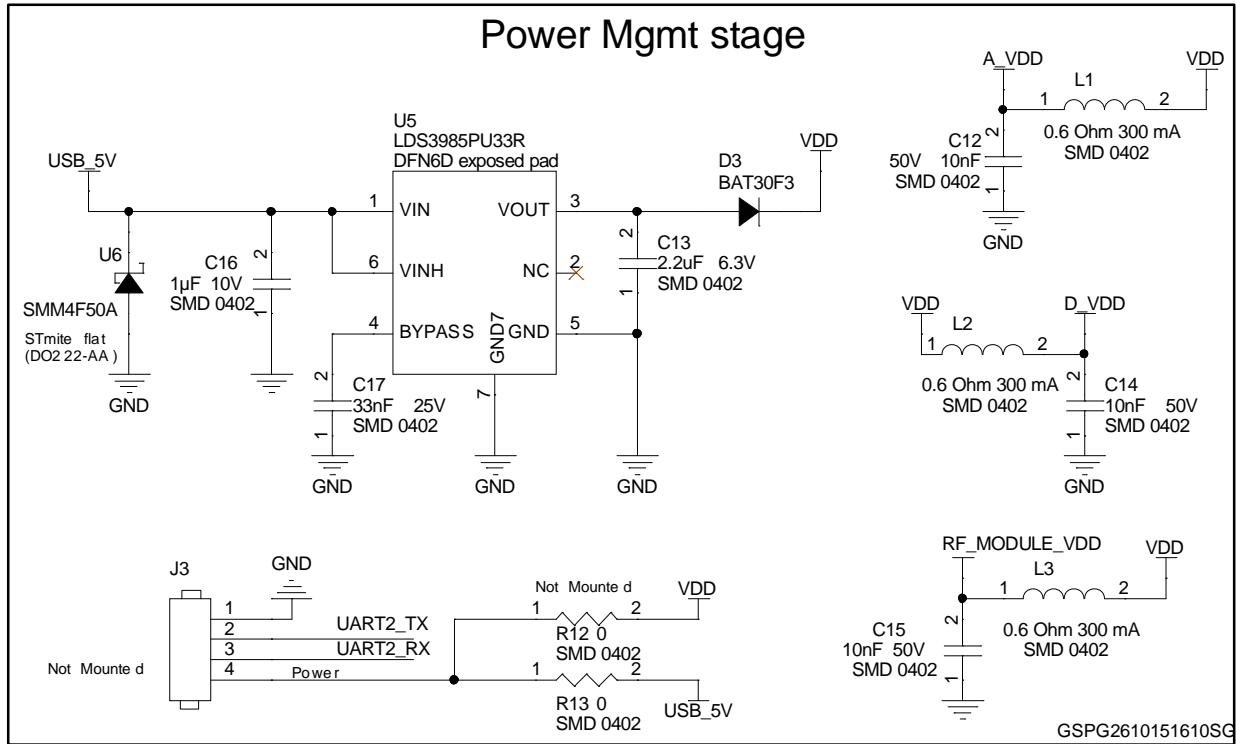 Power Mgmt stage
USB_5V
U6
SMM4F50A
STmite flat
(DO2 22-AA )
GND
2
C16
1µF 10V
SMD 0402
1
U5
LDS3985PU33R
DFN6D exposed pad
1 VIN
VOUT 3
6 VINH
NC 2
4 BYPASS
GND 5
GND7
7
2
C17
33nF 25V
SMD 0402
1
GND
GND
D3
BAT30F3
VDD
2
C13
2.2uF 6.3V
SMD 0402
1
GND
A_VDD
VDD
L1
1 2
0.6 Ohm 300 mA
SMD 0402
2
C12
50V 10nF
SMD 0402
1
GND
VDD
D_VDD
L2
1 2
0.6 Ohm 300 mA
SMD 0402
2
C14
10nF 50V
SMD 0402
1
GND
J3
GND
1
2
UART2_TX
3
UART2_RX
4
Power
Not Mounte d
Not Mounte d
VDD
1 2
R12 0
SMD 0402
1 2
R13 0
SMD 0402
USB_5V
RF_MODULE_VDD
VDD
L3
1 2
0.6 Ohm 300 mA
SMD 0402
2
C15
10nF 50V
SMD 0402
1
GSPG2610151610SG